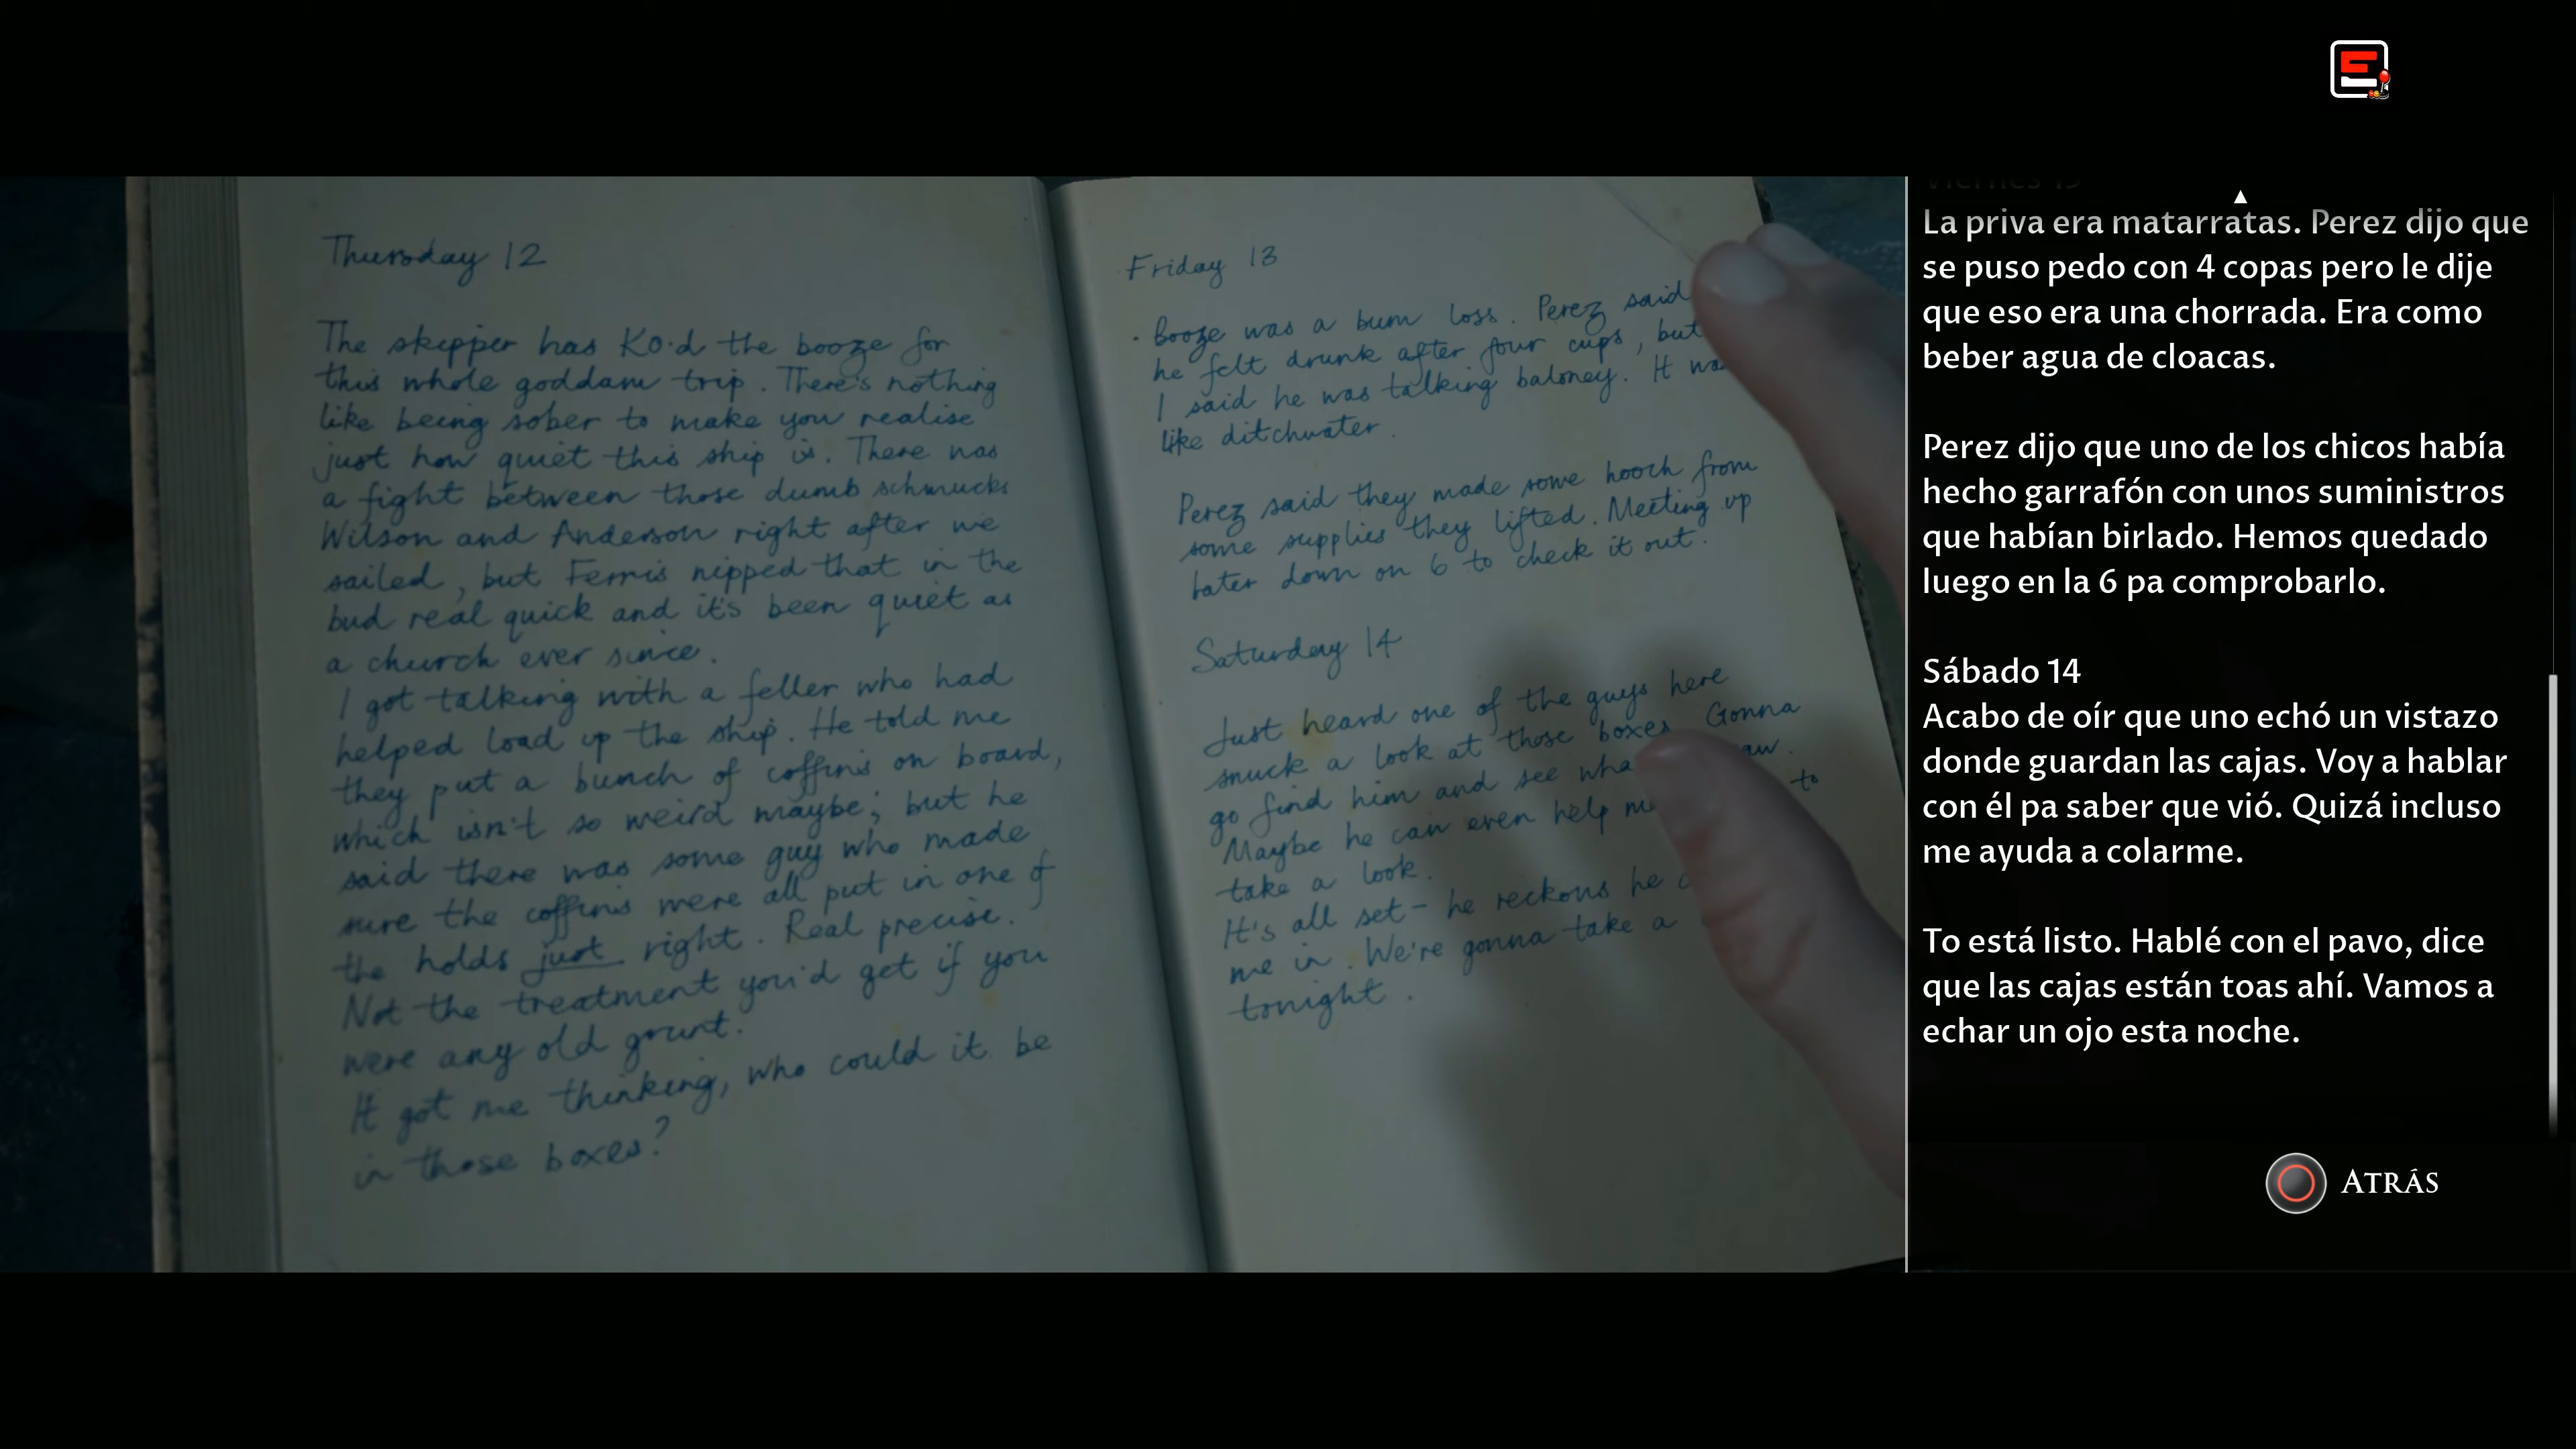 Thursday 12
The skipper has KO'd the booze for
this whole goddam trip. There's nothing
like being sober to make you realise
just how quiet this ship is. There was
a fight between those dumb schmucks
Wilson and Anderson right after we
sailed, but Ferris nipped that in the
bud real quick and it's been quiet as
a church ever since.
I got talking with a feller who had
helped load up the ship. He told me
they put a bunch of coffins on board,
which isn't so weird maybe; but he
said there was some guy who made
sure the coffins were all put in one of
the holds just right. Real precise.
Not the treatment you'd get if you
were any old grunt.
It got me thinking, who could it be
in those boxes?
Friday 13
Booze was a bum loss. Perez said
he felt drunk after four cups, but
I said he was talking baloney. It
like ditchwater.
Perez said they made some hooch from
some supplies they lifted. Meeting up
later down on 6 to check it out.
Saturday 14
Just heard one of the guys here
snuck a look at those boxes. Gonna
go find him and see
Maybe he can even help to
take a look.
It's all set - he reckons he
me in. We're gonna take a
tonight.
Viernes 13
La priva era matarratas. Perez dijo que
se puso pedo con 4 copas pero le dije
que eso era una chorrada. Era como
beber agua de cloacas.
Perez dijo que uno de los chicos había
hecho garrafón con unos suministros
que habían birlado. Hemos quedado
luego en la 6 pa comprobarlo.
Sábado 14
Acabo de oír que uno echó un vistazo
donde guardan las cajas. Voy a hablar
con él pa saber que vió. Quizá incluso
me ayuda a colarme.
To está listo. Hablé con el pavo, dice
que las cajas están toas ahí. Vamos a
echar un ojo esta noche.
ATRÁS